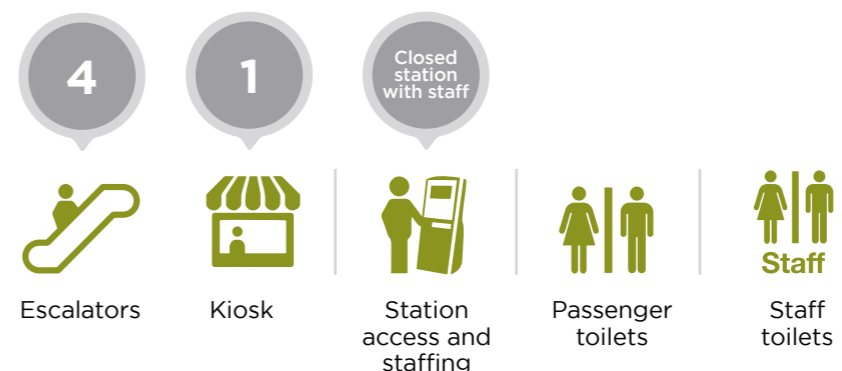 4
1
Closed
station
with staff
Staff
Escalators
Kiosk
Station
access and
staffing
Passenger
toilets
Staff
toilets